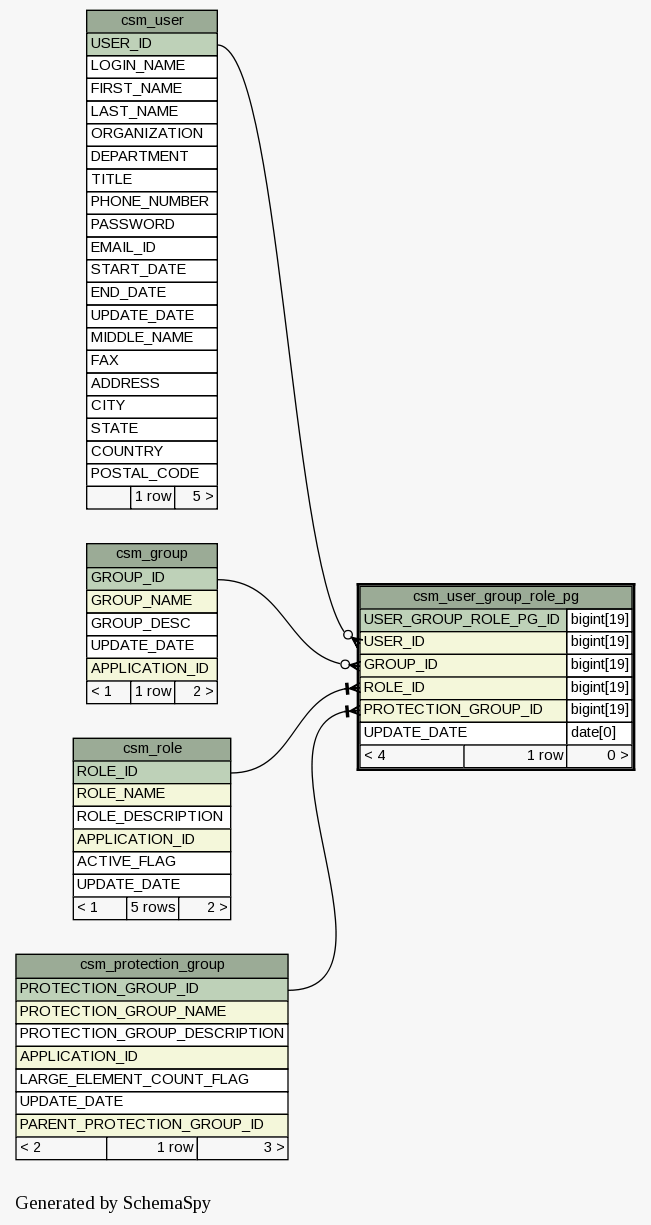 csm_user
USER_ID
LOGIN_NAME
FIRST_NAME
LAST_NAME
ORGANIZATION
DEPARTMENT
TITLE
PHONE_NUMBER
PASSWORD
EMAIL_ID
START_DATE
END_DATE
UPDATE_DATE
MIDDLE_NAME
FAX
ADDRESS
CITY
STATE
COUNTRY
POSTAL_CODE
1 row 5 >
csm_group
GROUP_ID
GROUP_NAME
GROUP_DESC
UPDATE_DATE
APPLICATION_ID
< 1 1 row 2 >
csm_user_group_role_pg
USER_GROUP_ROLE_PG_ID bigint[19]
USER_ID bigint[19]
GROUP_ID bigint[19]
ROLE_ID bigint[19]
PROTECTION_GROUP_ID bigint[19]
UPDATE_DATE date[0]
< 4 1 row 0 >
csm_role
ROLE_ID
ROLE_NAME
ROLE_DESCRIPTION
APPLICATION_ID
ACTIVE_FLAG
UPDATE_DATE
< 1 5 rows 2 >
csm_protection_group
PROTECTION_GROUP_ID
PROTECTION_GROUP_NAME
PROTECTION_GROUP_DESCRIPTION
APPLICATION_ID
LARGE_ELEMENT_COUNT_FLAG
UPDATE_DATE
PARENT_PROTECTION_GROUP_ID
< 2 1 row 3 >
Generated by SchemaSpy